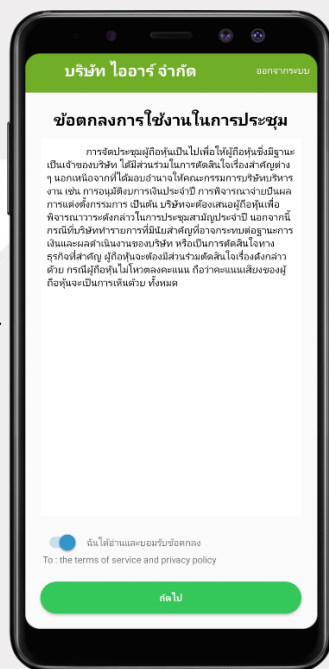 บริษัท ไออาร์ จำกัด
ออกจากระบบ
ข้อตกลงการใช้งานในการประชุม
การจัดประชุมผู้ถือหุ้นเป็นไปเพื่อให้ผู้ถือหุ้นซึ่งมีฐานะ
เป็นเจ้าของบริษัท ได้มีส่วนร่วมในการตัดสินใจเรื่องสำคัญต่าง
ๆ นอกเหนือจากที่ได้มอบอำนาจให้คณะกรรมการบริษัทบริหาร
งาน เช่น การอนุมัติงบการเงินประจำปี การพิจารณาจ่ายปันผล
การแต่งตั้งกรรมการ เป็นต้น บริษัทจะต้องเสนอผู้ถือหุ้นเพื่อ
พิจารณาวาระดังกล่าวในการประชุมสามัญประจำปี นอกจากนี้
กรณีที่บริษัททำรายการที่มีนัยสำคัญที่อาจกระทบต่อฐานะการ
เงินและผลดำเนินงานของบริษัท หรือเป็นการตัดสินใจทาง
ธุรกิจที่สำคัญ ผู้ถือหุ้นจะต้องมีส่วนร่วมตัดสินใจเรื่องดังกล่าว
ด้วย กรณีผู้ถือหุ้นไม่โหวตลงคะแนน ถือว่าคะแนนเสียงของผู้
ถือหุ้นจะเป็นการเห็นด้วย ทั้งหมด
ฉันได้อ่านและยอมรับข้อตกลง
To : the terms of service and privacy policy
ถัดไป